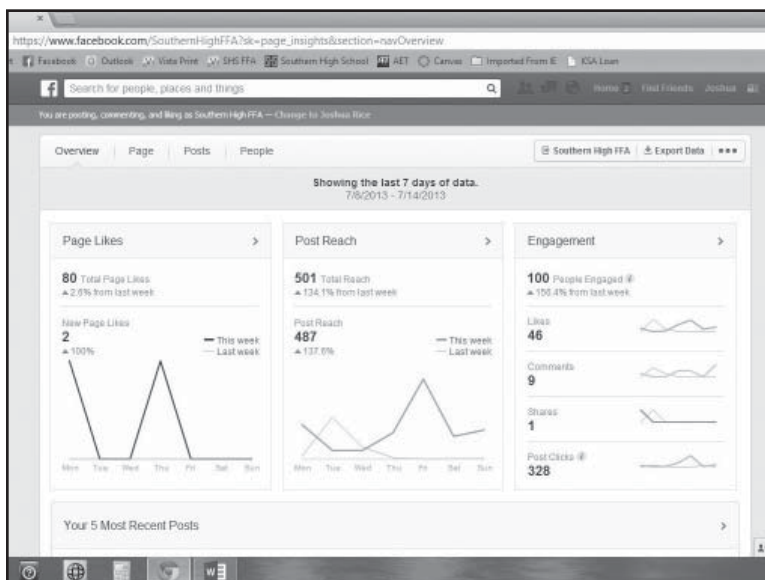 https://www.facebook.com/SouthernHighFFA?sk=page_insights&section=navOverview
Facebook Outlook Vista Print SHS FFA Southern High School AET Canvas Imported From IE KSA Loan
Search for people, places and things
Home 2 Find Friends Joshua
You are posting, commenting, and liking as Southern High FFA — Change to Joshua Rice
Overview Page Posts People
Southern High FFA Export Data
Showing the last 7 days of data.
7/8/2013 - 7/14/2013
Page Likes
80 Total Page Likes
2.6% from last week
New Page Likes
2
100%
This week
Last week
Mon Tue Wed Thu Fri Sat Sun
Post Reach
501 Total Reach
134.1% from last week
Post Reach
487
137.6%
This week
Last week
Mon Tue Wed Thu Fri Sat Sun
Engagement
100 People Engaged
156.4% from last week
Likes
46
Comments
9
Shares
1
Post Clicks
328
Your 5 Most Recent Posts